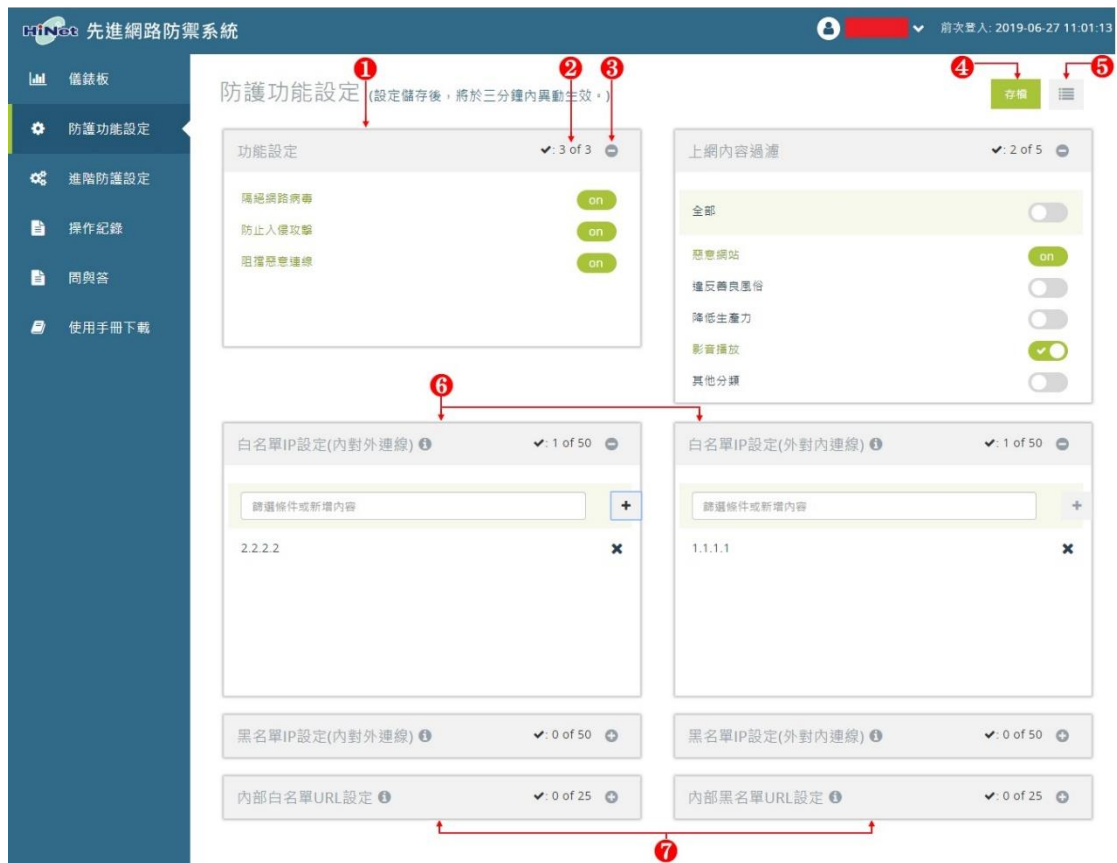 HiNet 先進網路防禦系統
前次登入: 2019-06-27 11:01:13
儀錶板
防護功能設定
進階防護設定
操作紀錄
問與答
使用手冊下載
1 2 3 4 5
防護功能設定 (設定儲存後，將於三分鐘內異動生效。)
存檔
功能設定 ✔: 3 of 3
隔絕網路病毒 on
防止入侵攻擊 on
阻擋惡意連線 on
上網內容過濾 ✔: 2 of 5
全部
惡意網站 on
違反善良風俗
降低生產力
影音播放
其他分類
6
白名單IP設定(內對外連線) ✔: 1 of 50
篩選條件或新增內容 +
2.2.2.2
白名單IP設定(外對內連線) ✔: 1 of 50
篩選條件或新增內容 +
1.1.1.1
黑名單IP設定(內對外連線) ✔: 0 of 50
黑名單IP設定(外對內連線) ✔: 0 of 50
內部白名單URL設定 ✔: 0 of 25
內部黑名單URL設定 ✔: 0 of 25
7